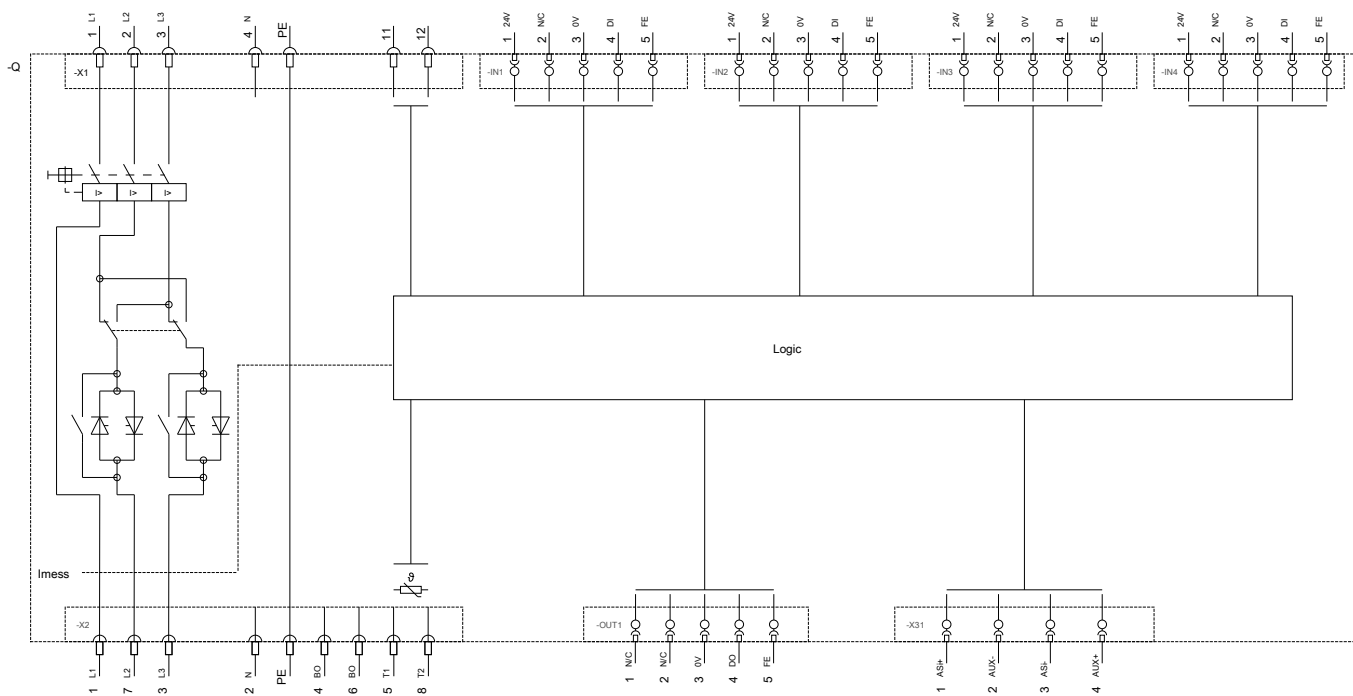 L1 L2 L3 N 24V N/C 0V DI FE 24V N/C 0V DI FE 24V N/C 0V DI FE 24V N/C 0V DI FE
1 2 3 4 PE 11 12 1 2 3 4 5 1 2 3 4 5 1 2 3 4 5 1 2 3 4 5
-Q -X1 -IN1 -IN2 -IN3 -IN4
I> I> I>
Logic
Imess
ϑ
-X2 -OUT1 -X31
L1 L2 L3 N BO BO T1 T2 N/C N/C 0V DO FE ASI+ AUX- ASI- AUX+
1 7 3 2 PE 4 6 5 8 1 2 3 4 5 1 2 3 4